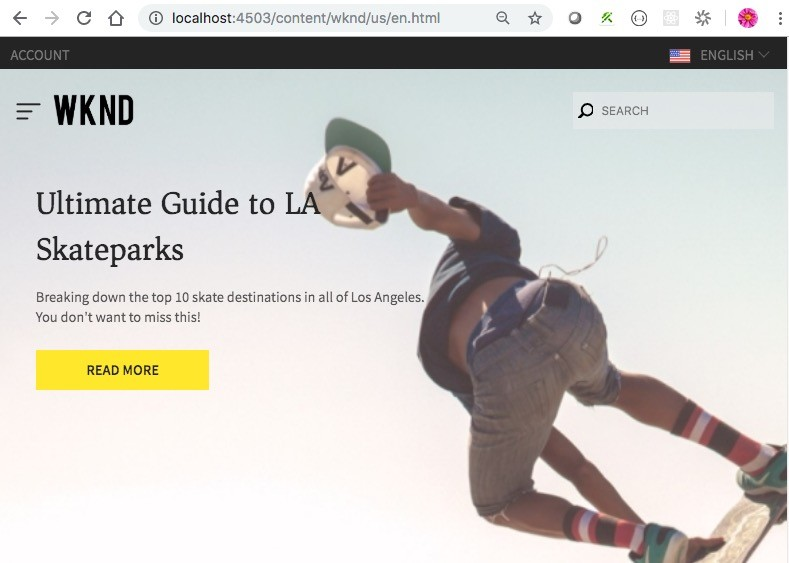 localhost:4503/content/wknd/us/en.html
ACCOUNT
ENGLISH
WKND
SEARCH
Ultimate Guide to LA
Skateparks
Breaking down the top 10 skate destinations in all of Los Angeles.
You don't want to miss this!
READ MORE